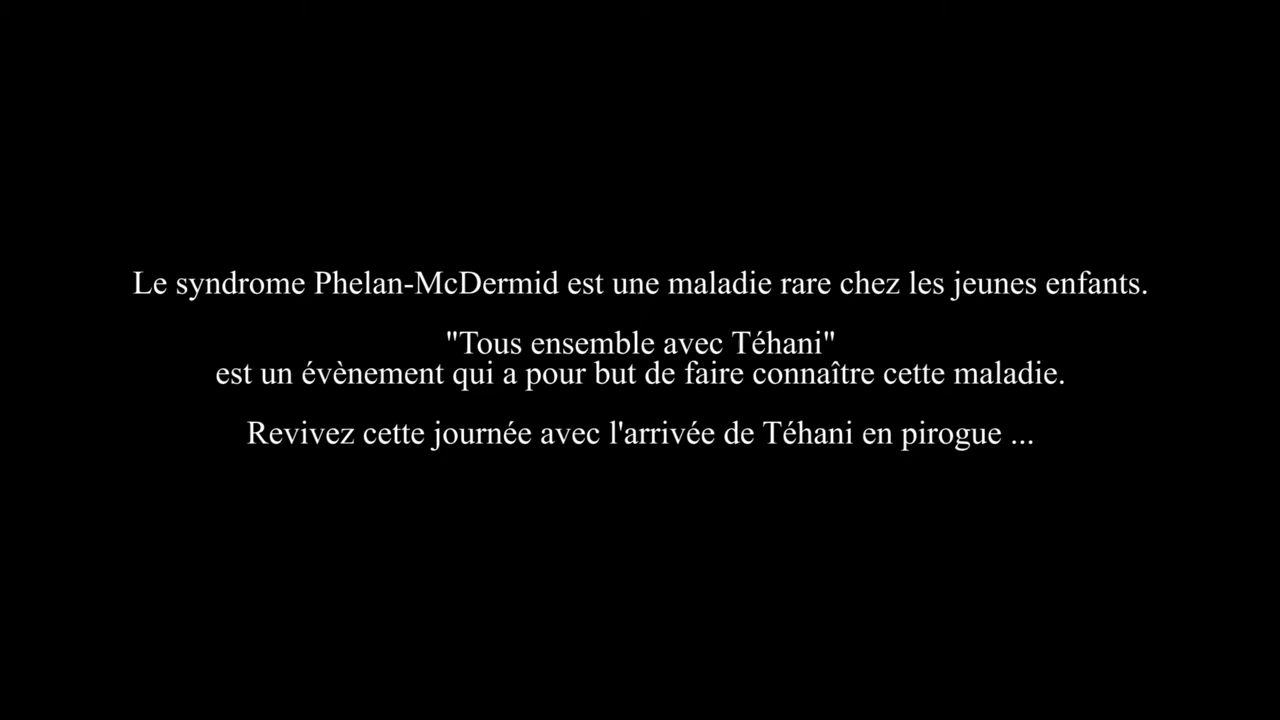 Le syndrome Phelan-McDermid est une maladie rare chez les jeunes enfants.
"Tous ensemble avec Téhani"
est un évènement qui a pour but de faire connaître cette maladie.
Revivez cette journée avec l'arrivée de Téhani en pirogue ...